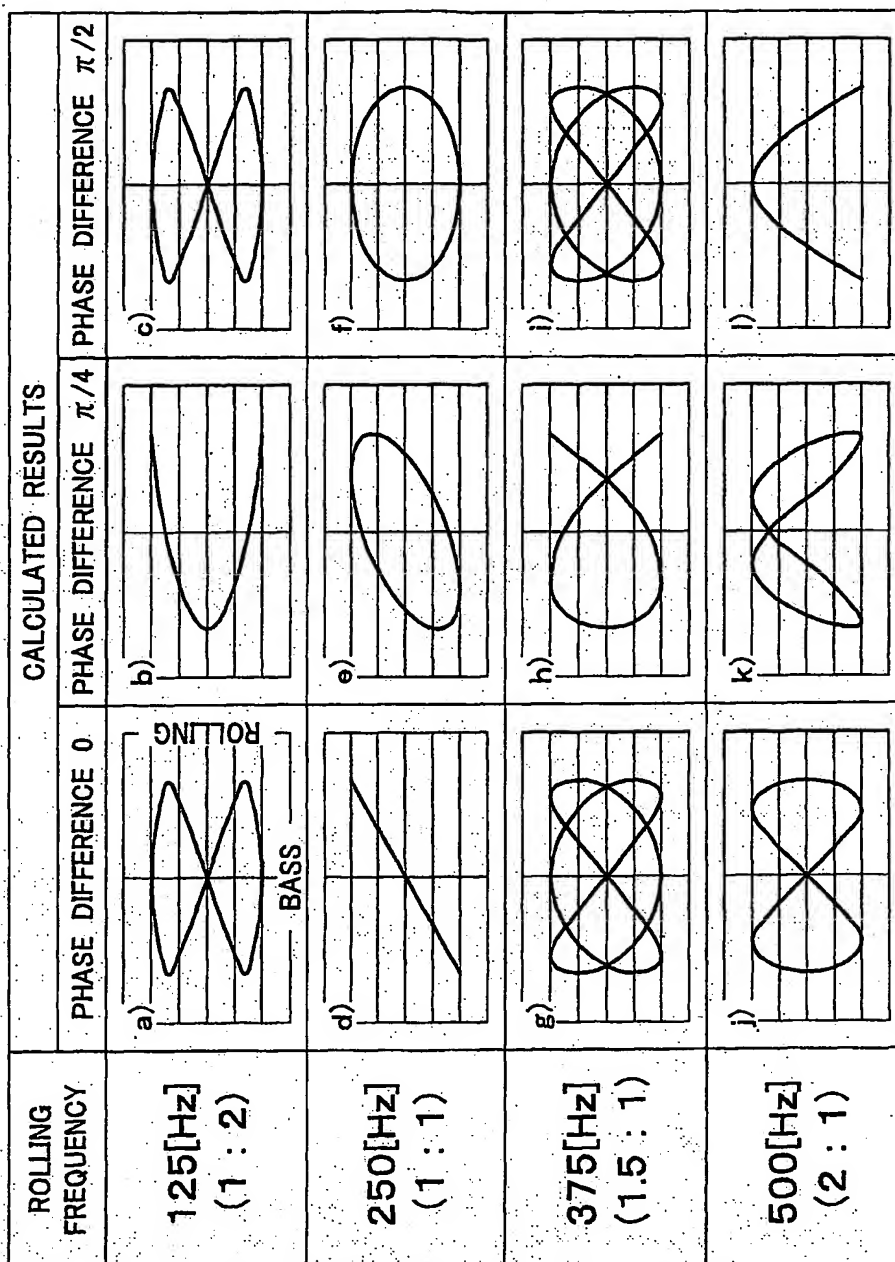 CALCULATED RESULTS
ROLLING
FREQUENCY
PHASE DIFFERENCE 0
PHASE DIFFERENCE π/4
PHASE DIFFERENCE π/2
125[Hz]
(1 : 2)
a)
ROLLING
BASS
b)
c)
250[Hz]
(1 : 1)
d)
e)
f)
375[Hz]
(1.5 : 1)
g)
h)
i)
500[Hz]
(2 : 1)
j)
k)
l)